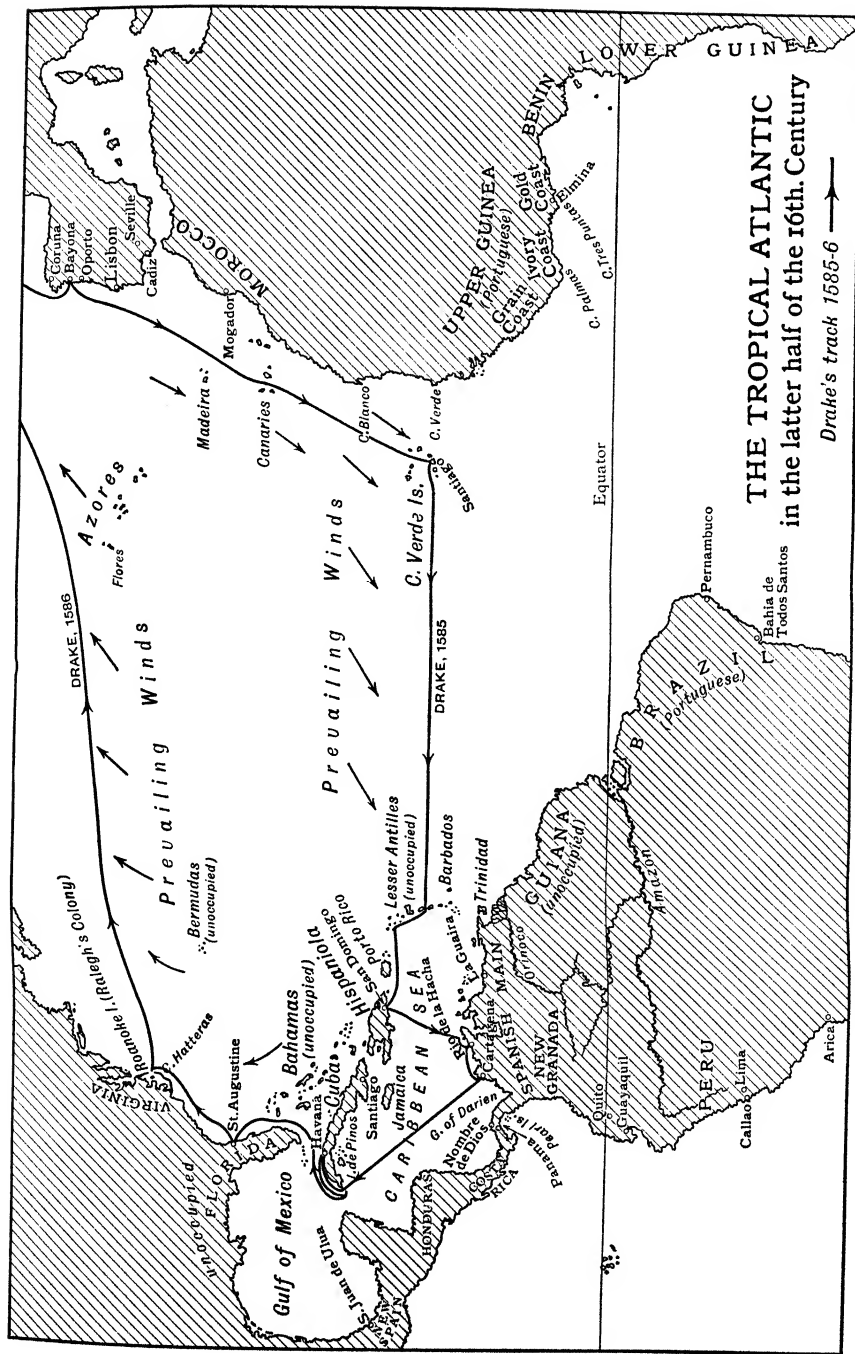 THE TROPICAL ATLANTIC
in the latter half of the 16th. Century
Drake's track 1585-6
Coruna
Bayona
Oporto
Lisbon
Seville
Cadiz
MOROCCO
Mogador
Madeira
Canaries
C. Blanco
C. Verde
Santiago
C. Verde Is.
Azores
Flores
DRAKE, 1586
Prevailing Winds
Prevailing Winds
DRAKE, 1585
UPPER GUINEA
(Portuguese)
Grain
Coast
Ivory
Coast
Gold
Coast
BENIN
LOWER GUINEA
Elmina
C. Tres Puntas
C. Palmas
Equator
Roanoke I. (Ralegh's Colony)
VIRGINIA
C. Hatteras
Bermudas
(unoccupied)
St. Augustine
unoccupied
FLORIDA
Bahamas
(unoccupied)
Gulf of Mexico
Havana
Cuba
I. de Pinos
Santiago
Jamaica
Hispaniola
San Domingo
Porto Rico
Lesser Antilles
(unoccupied)
Barbados
Trinidad
CARIBBEAN SEA
S. Juan de Ulua
NEW
SPAIN
HONDURAS
COSTA
RICA
Nombre
de Dios
G. of Darien
Panama
Pearl Is.
Cartagena
Rio de la Hacha
La Guaira
SPANISH MAIN
NEW
GRANADA
Orinoco
GUIANA
(unoccupied)
Amazon
Quito
Guayaquil
PERU
Callao
Lima
Arica
BRAZIL
(Portuguese)
Pernambuco
Bahia de
Todos Santos